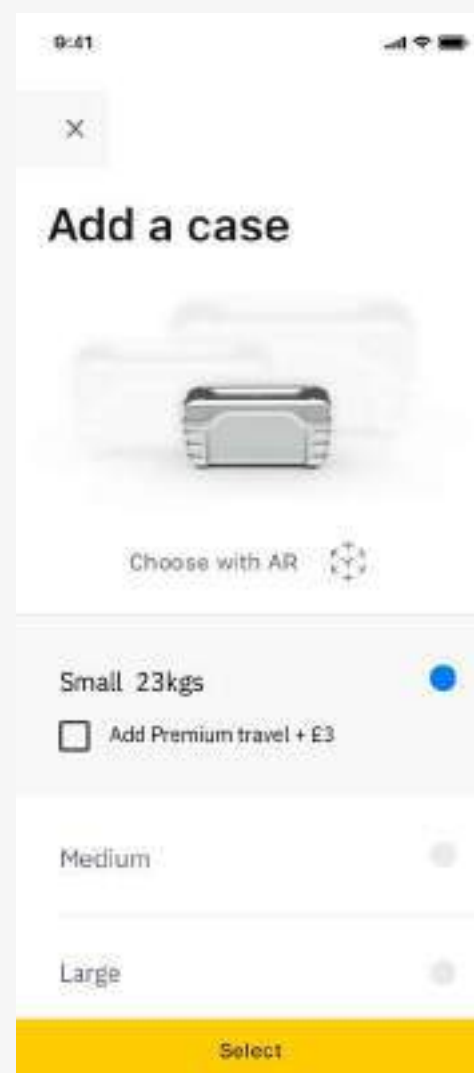 9:41
Add a case
Choose with AR
Small 23kgs
Add Premium travel + £3
Medium
Large
Select